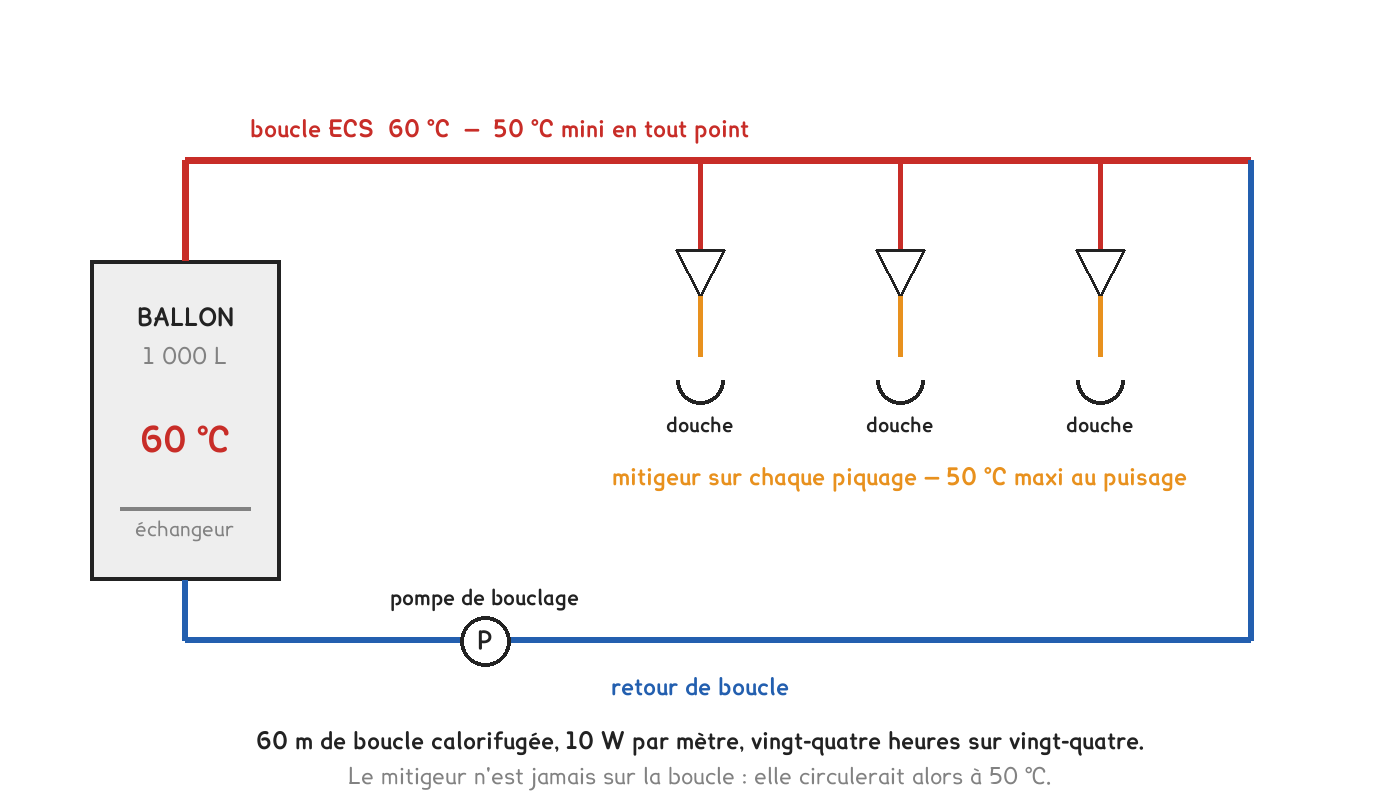 boucle ECS 60 °C – 50 °C mini en tout point
BALLON
1 000 L
60 °C
échangeur
douche
douche
douche
mitigeur sur chaque piquage – 50 °C maxi au puisage
pompe de bouclage
P
retour de boucle
60 m de boucle calorifugée, 10 W par mètre, vingt-quatre heures sur vingt-quatre.
Le mitigeur n'est jamais sur la boucle : elle circulerait alors à 50 °C.